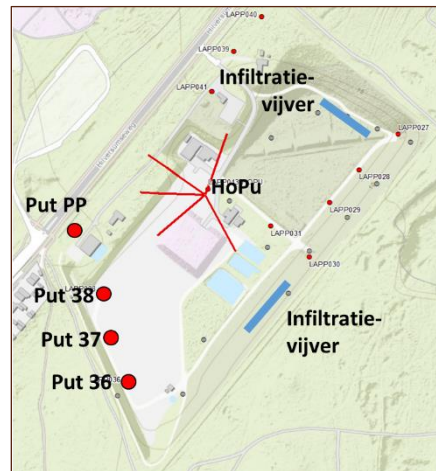 LAPP040
LAPP039
LAPP041
Infiltratie-
vijver
LAPP027
LAPP028
HoPu
LAPP029
Put PP
LAPP031
LAPP030
Put 38
Infiltratie-
vijver
Put 37
Put 36